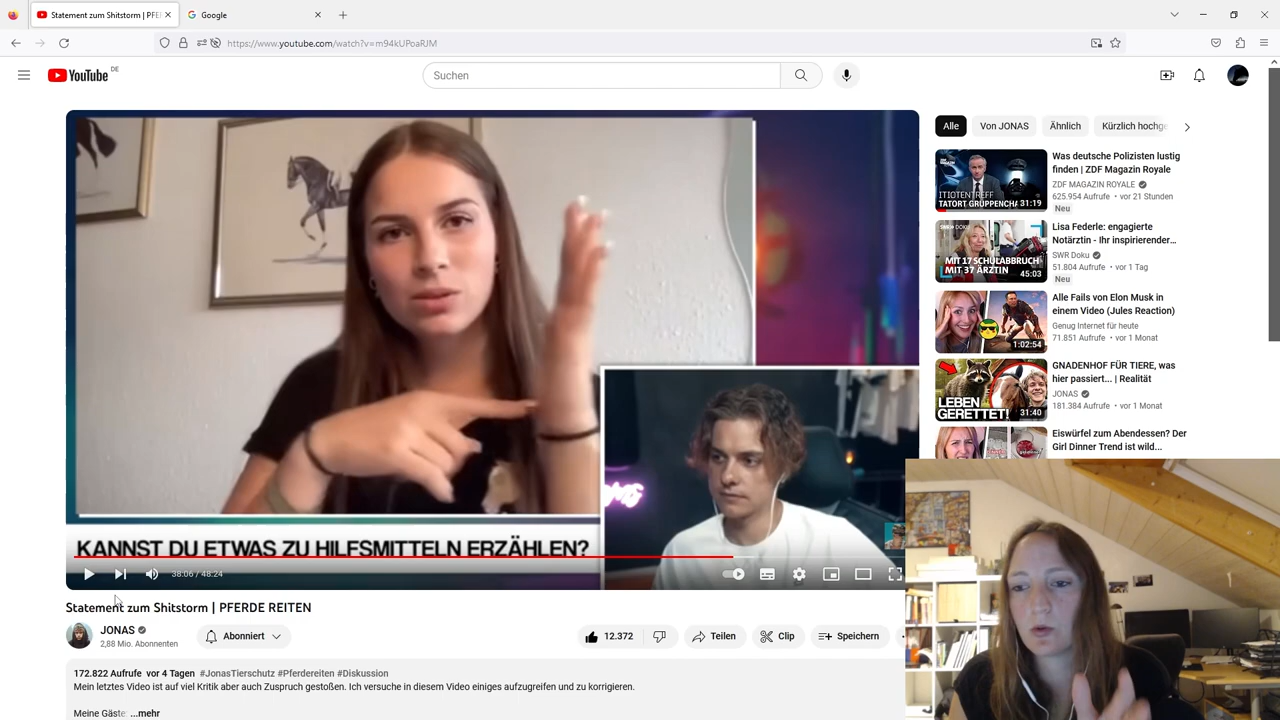 Statement zum Shitstorm | PFE
Google
https://www.youtube.com/watch?v=m94kUPoaRJM
YouTube DE
Suchen
Alle
Von JONAS
Ähnlich
Kürzlich hochge
Was deutsche Polizisten lustig
finden | ZDF Magazin Royale
ZDF MAGAZIN ROYALE
625.954 Aufrufe • vor 21 Stunden
Neu
ITIOTENTREFF
TATORT GRUPPENCHA
31:19
Lisa Federle: engagierte
Notärztin - Ihr inspirierender...
SWR Doku
51.804 Aufrufe • vor 1 Tag
Neu
MIT 17 SCHULABBRUCH
MIT 37 ÄRZTIN
45:03
Alle Fails von Elon Musk in
einem Video (Jules Reaction)
Genug Internet für heute
71.851 Aufrufe • vor 1 Monat
1:02:54
GNADENHOF FÜR TIERE, was
hier passiert... | Realität
JONAS
181.384 Aufrufe • vor 1 Monat
LEBEN
GERETTET!
31:40
Eiswürfel zum Abendessen? Der
Girl Dinner Trend ist wild...
KANNST DU ETWAS ZU HILFSMITTELN ERZÄHLEN?
38:06 / 48:24
Statement zum Shitstorm | PFERDE REITEN
JONAS
2,88 Mio. Abonnenten
Abonniert
12.372
Teilen
Clip
Speichern
172.822 Aufrufe vor 4 Tagen #JonasTierschutz #Pferdereiten #Diskussion
Mein letztes Video ist auf viel Kritik aber auch Zuspruch gestoßen. Ich versuche in diesem Video einiges aufzugreifen und zu korrigieren.
Meine Gäste: ...mehr